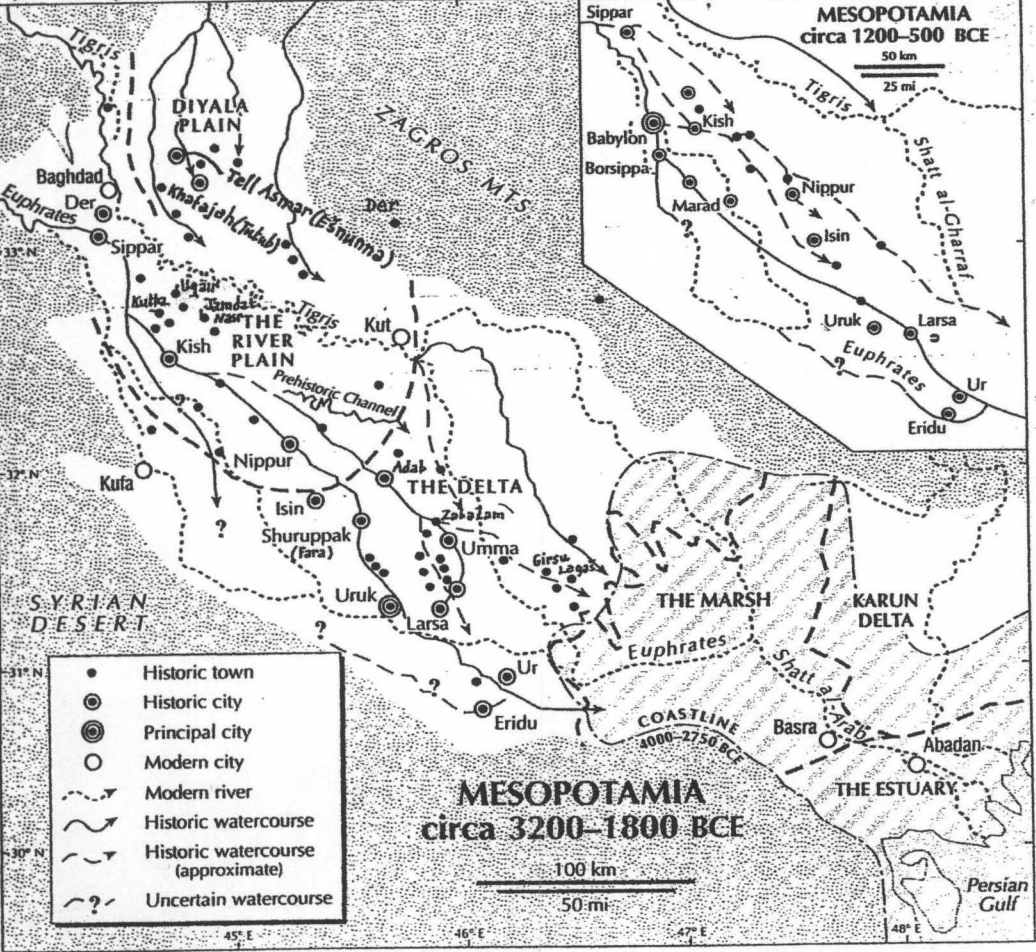 Tigris
DIYALA
PLAIN
ZAGROS MTS
Baghdad
Der
Euphrates
Sippar
Tell Asmar (Ešnunna)
Khafajah (Tutub)
Der
33° N
Uqair
Kutha
Jemdet
Nasr
THE
RIVER
PLAIN
Tigris
Kut
Kish
Prehistoric Channel
?
Nippur
Adab
32° N
Kufa
THE DELTA
Isin
Zabalam
?
Shuruppak
(Fara)
Umma
Girsu
Lagas
Uruk
Larsa
SYRIAN
DESERT
THE MARSH
KARUN
DELTA
?
Euphrates
31° N
Ur
?
Shatt al-Arab
Eridu
COASTLINE
4000–2750 BCE
Basra
Abadan
THE ESTUARY
MESOPOTAMIA
circa 3200–1800 BCE
100 km
50 mi
30° N
Persian
Gulf
45° E
46° E
47° E
48° E
Historic town
Historic city
Principal city
Modern city
Modern river
Historic watercourse
Historic watercourse
(approximate)
? Uncertain watercourse
MESOPOTAMIA
circa 1200–500 BCE
50 km
25 mi
Sippar
Tigris
Kish
Babylon
Borsippa
Shatt al-Gharraf
Nippur
Marad
?
Isin
Uruk
Larsa
Euphrates
?
Ur
Eridu